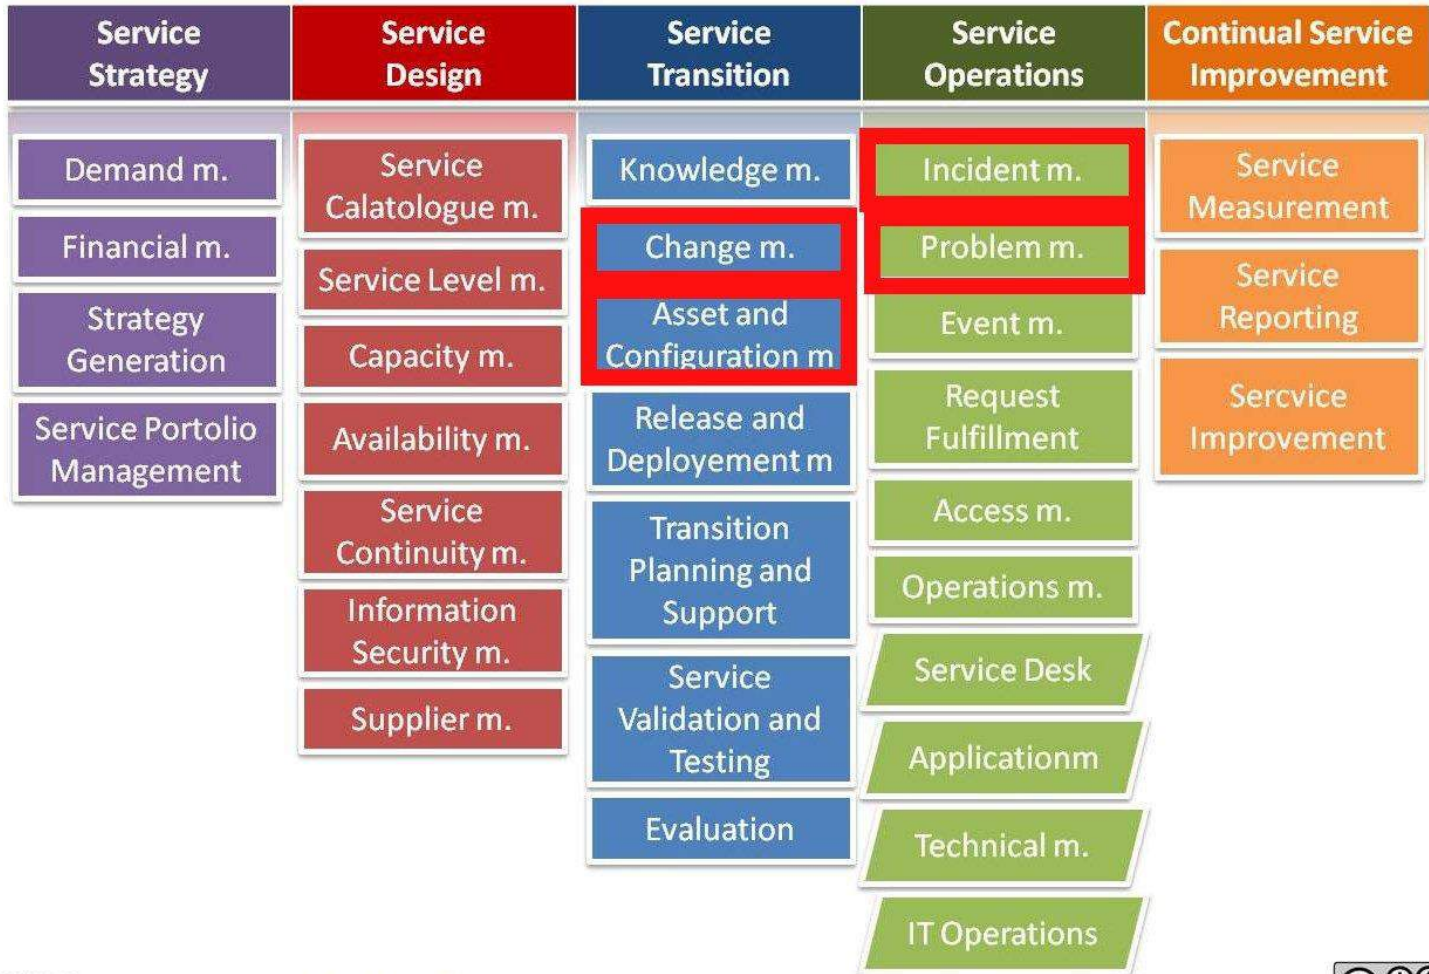 Service
Strategy
Service
Design
Service
Transition
Service
Operations
Continual Service
Improvement
Demand m.
Financial m.
Strategy
Generation
Service Portolio
Management
Service
Calatologue m.
Service Level m.
Capacity m.
Availability m.
Service
Continuity m.
Information
Security m.
Supplier m.
Knowledge m.
Change m.
Asset and
Configuration m
Release and
Deployement m
Transition
Planning and
Support
Service
Validation and
Testing
Evaluation
Incident m.
Problem m.
Event m.
Request
Fulfillment
Access m.
Operations m.
Service Desk
Applicationm
Technical m.
IT Operations
Service
Measurement
Service
Reporting
Sercvice
Improvement